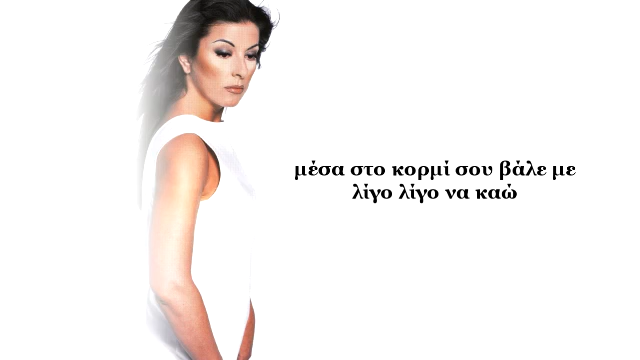 μέσα στο κορμί σου βάλε με
λίγο λίγο να καώ